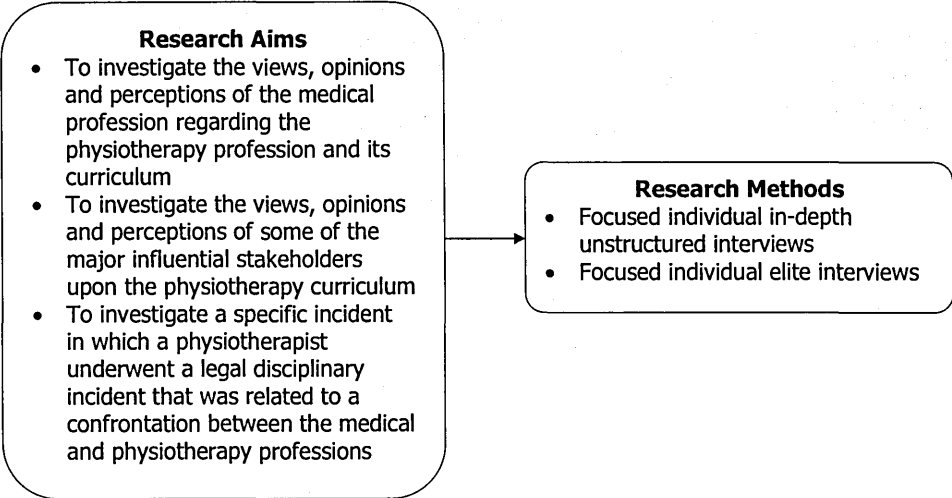 Research Aims
• To investigate the views, opinions
and perceptions of the medical
profession regarding the
physiotherapy profession and its
curriculum
• To investigate the views, opinions
and perceptions of some of the
major influential stakeholders
upon the physiotherapy curriculum
• To investigate a specific incident
in which a physiotherapist
underwent a legal disciplinary
incident that was related to a
confrontation between the medical
and physiotherapy professions
Research Methods
• Focused individual in-depth
unstructured interviews
• Focused individual elite interviews